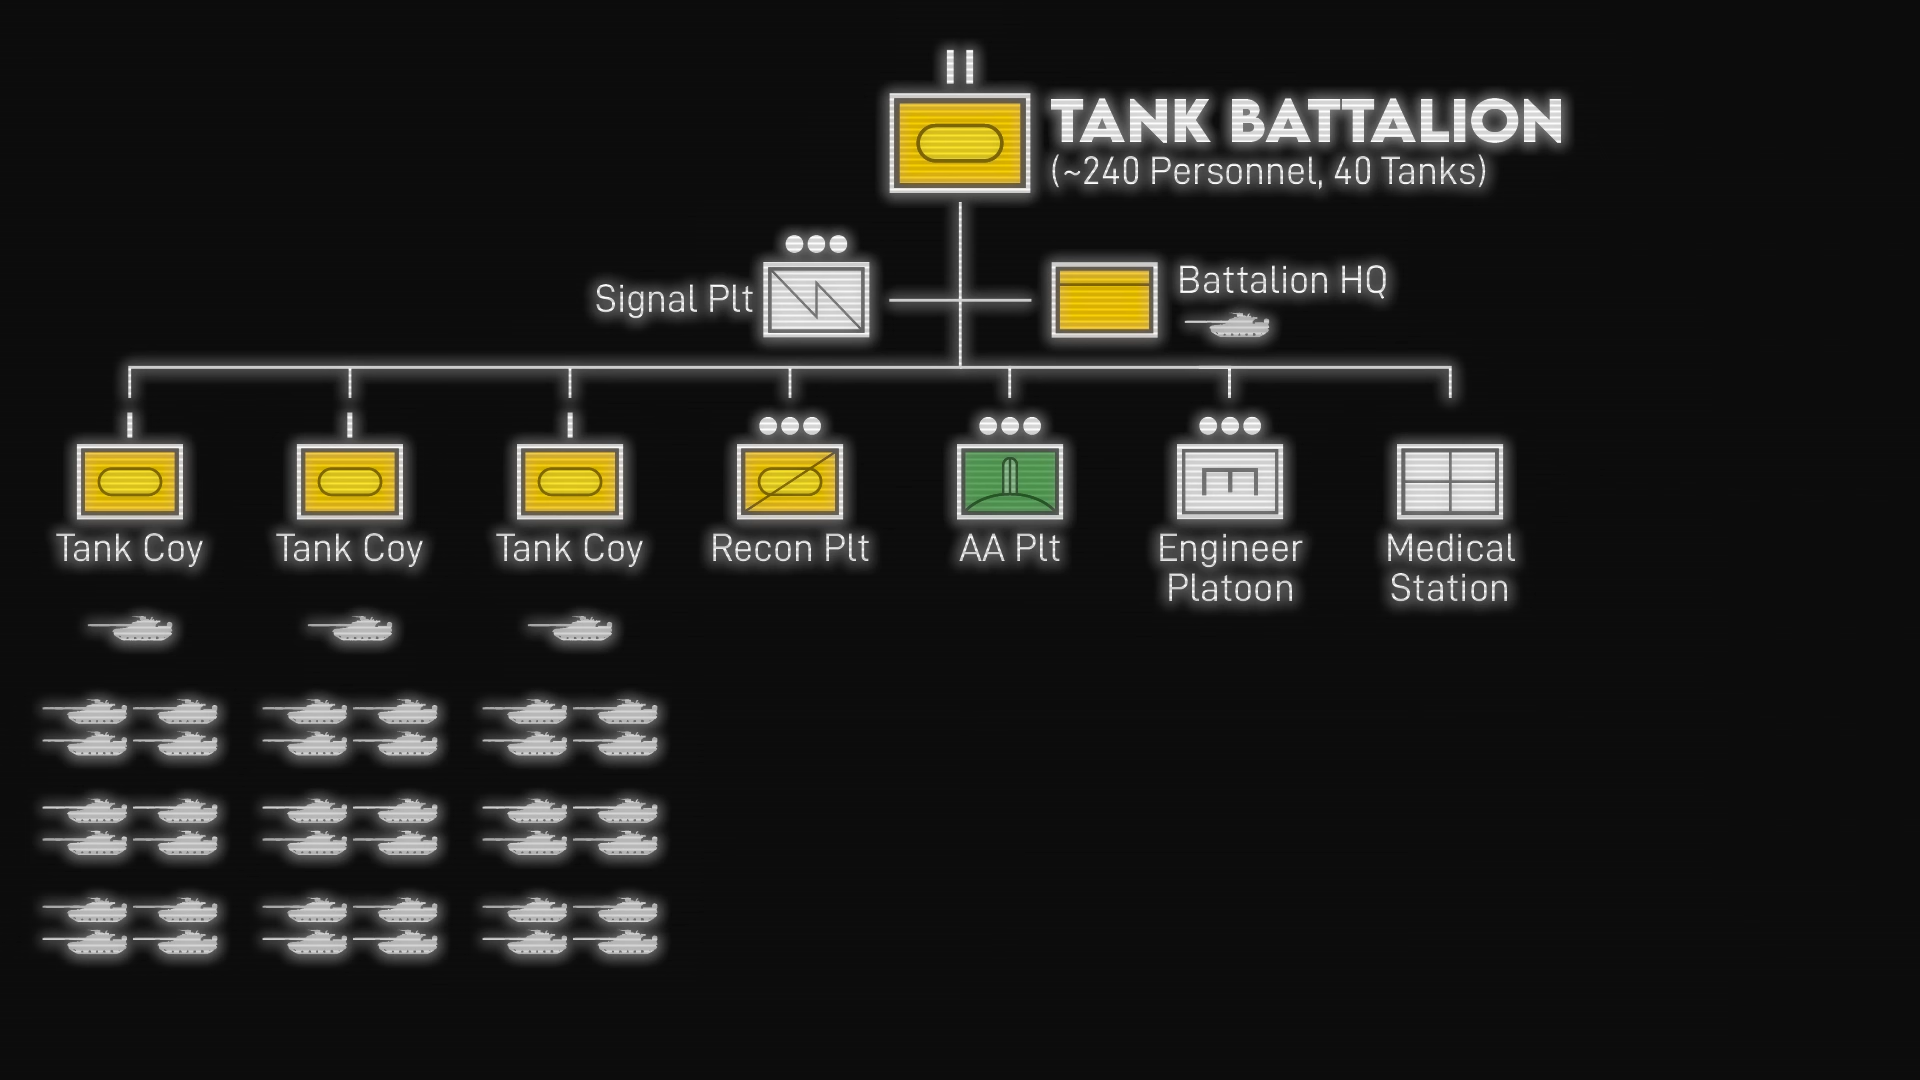 TANK BATTALION
(~240 Personnel, 40 Tanks)
Signal Plt
Battalion HQ
Tank Coy
Tank Coy
Tank Coy
Recon Plt
AA Plt
Engineer
Platoon
Medical
Station